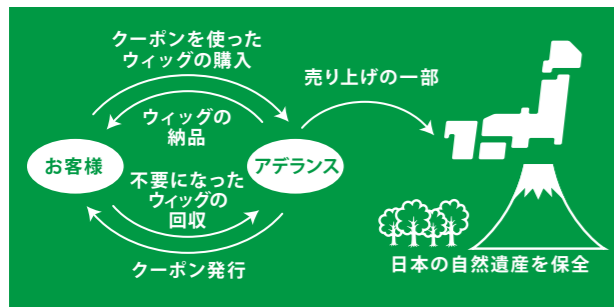 クーポンを使った
ウィッグの購入
売り上げの一部
ウィッグの
納品
お客様
アデランス
不要になった
ウィッグの
回収
クーポン発行
日本の自然遺産を保全